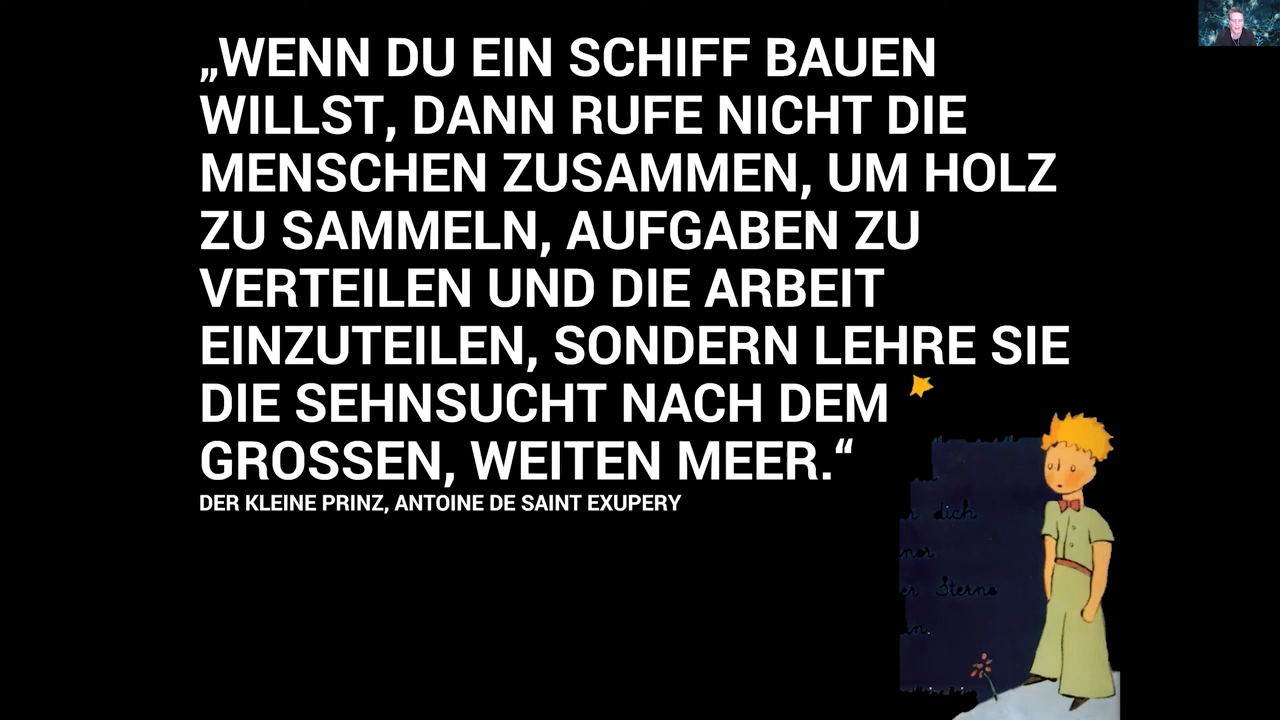 „WENN DU EIN SCHIFF BAUEN
WILLST, DANN RUFE NICHT DIE
MENSCHEN ZUSAMMEN, UM HOLZ
ZU SAMMELN, AUFGABEN ZU
VERTEILEN UND DIE ARBEIT
EINZUTEILEN, SONDERN LEHRE SIE
DIE SEHNSUCHT NACH DEM
GROSSEN, WEITEN MEER.“
DER KLEINE PRINZ, ANTOINE DE SAINT EXUPERY
dich
Sterne